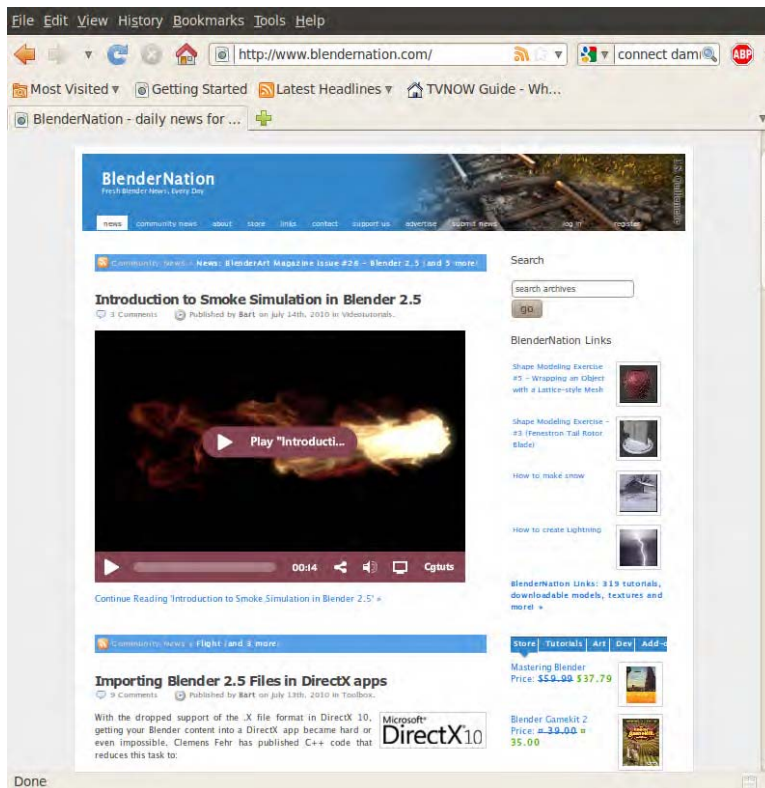 File Edit View History Bookmarks Tools Help
http://www.blendernation.com/
connect dami
ABP
Most Visited Getting Started Latest Headlines TVNOW Guide - Wh...
BlenderNation - daily news for ...
BlenderNation
Fresh Blender News, Every Day
news community news about store links contact support us advertise submit news log in register
Community News : News: BlenderArt Magazine issue #28 - Blender 2.5 (and 5 more)
Introduction to Smoke Simulation in Blender 2.5
3 Comments Published by Bart on July 14th, 2010 in Videotutorials.
Play "Introducti...
00:14 Cgtuts
Continue Reading 'Introduction to Smoke Simulation in Blender 2.5' »
Community News : Flight (and 3 more)
Importing Blender 2.5 Files in DirectX apps
9 Comments Published by Bart on July 13th, 2010 in Toolbox.
With the dropped support of the .X file format in DirectX 10,
getting your Blender content into a DirectX app became hard or
even impossible. Clemens Fehr has published C++ code that
reduces this task to:
Microsoft®
DirectX®10
Search
search archives
go
BlenderNation Links
Shape Modeling Exercise
#5 - Wrapping an Object
with a Lattice-style Mesh
Shape Modeling Exercise -
#3 (Fenestron Tail Rotor
Blade)
How to make snow
How to create Lightning
BlenderNation Links: 319 tutorials,
downloadable models, textures and
more! »
Store Tutorials Art Dev Add-o
Mastering Blender
Price: $59.99 $37.79
Blender Gamekit 2
Price: ¤ 39.00 ¤
35.00
Done